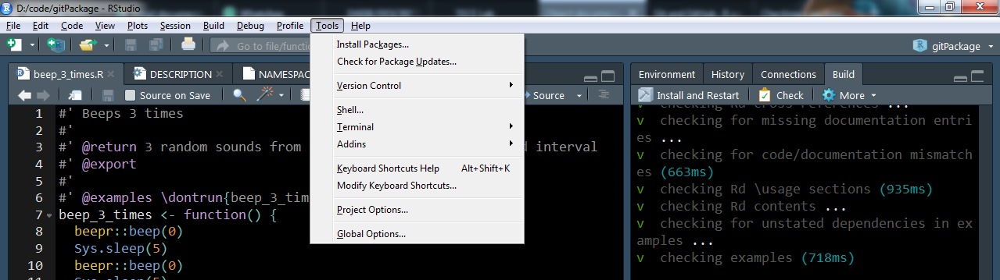 D:/code/gitPackage - RStudio
File Edit Code View Plots Session Build Debug Profile Tools Help
Go to file/functio
gitPackage
Install Packages...
Check for Package Updates...
Version Control
Shell...
Terminal
Addins
Keyboard Shortcuts Help Alt+Shift+K
Modify Keyboard Shortcuts...
Project Options...
Global Options...
beep_3_times.R DESCRIPTION NAMESPAC
Source on Save Source
1 #' Beeps 3 times
2 #'
3 #' @return 3 random sounds from d interval
4 #' @export
5 #'
6 #' @examples \dontrun{beep_3_tim
7 beep_3_times <- function() {
8 beepr::beep(0)
9 Sys.sleep(5)
10 beepr::beep(0)
11 Sys.sleep(5)
Environment History Connections Build
Install and Restart Check More
v checking Rd cross-references ...
v checking for missing documentation entri
es ...
v checking for code/documentation mismatch
es (663ms)
v checking Rd \usage sections (935ms)
v checking Rd contents ...
v checking for unstated dependencies in ex
amples ...
v checking examples (718ms)